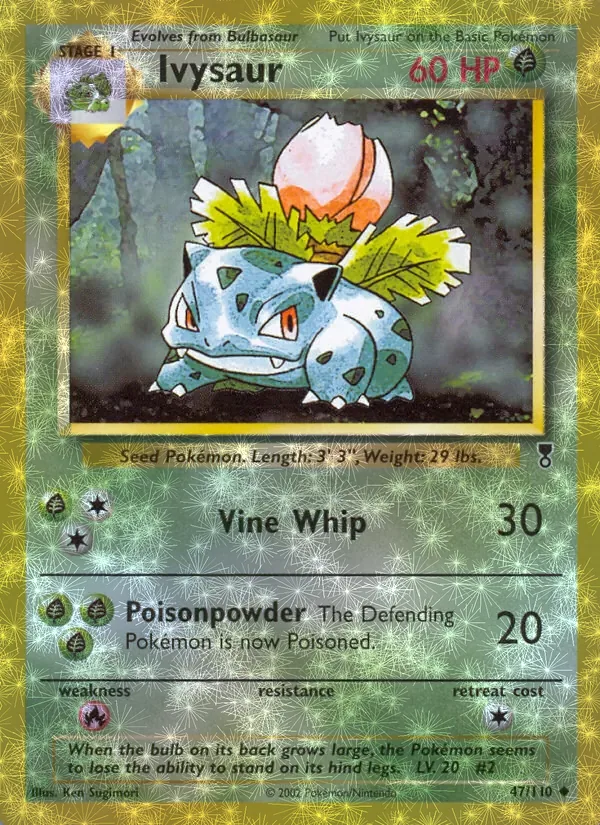 Evolves from Bulbasaur Put Ivysaur on the Basic Pokémon
STAGE 1
Ivysaur 60 HP
Seed Pokémon. Length: 3' 3", Weight: 29 lbs.
Vine Whip 30
Poisonpowder The Defending
Pokémon is now Poisoned. 20
weakness resistance retreat cost
When the bulb on its back grows large, the Pokémon seems
to lose the ability to stand on its hind legs. LV. 20 #2
Illus. Ken Sugimori © 2002 Pokémon/Nintendo 47/110